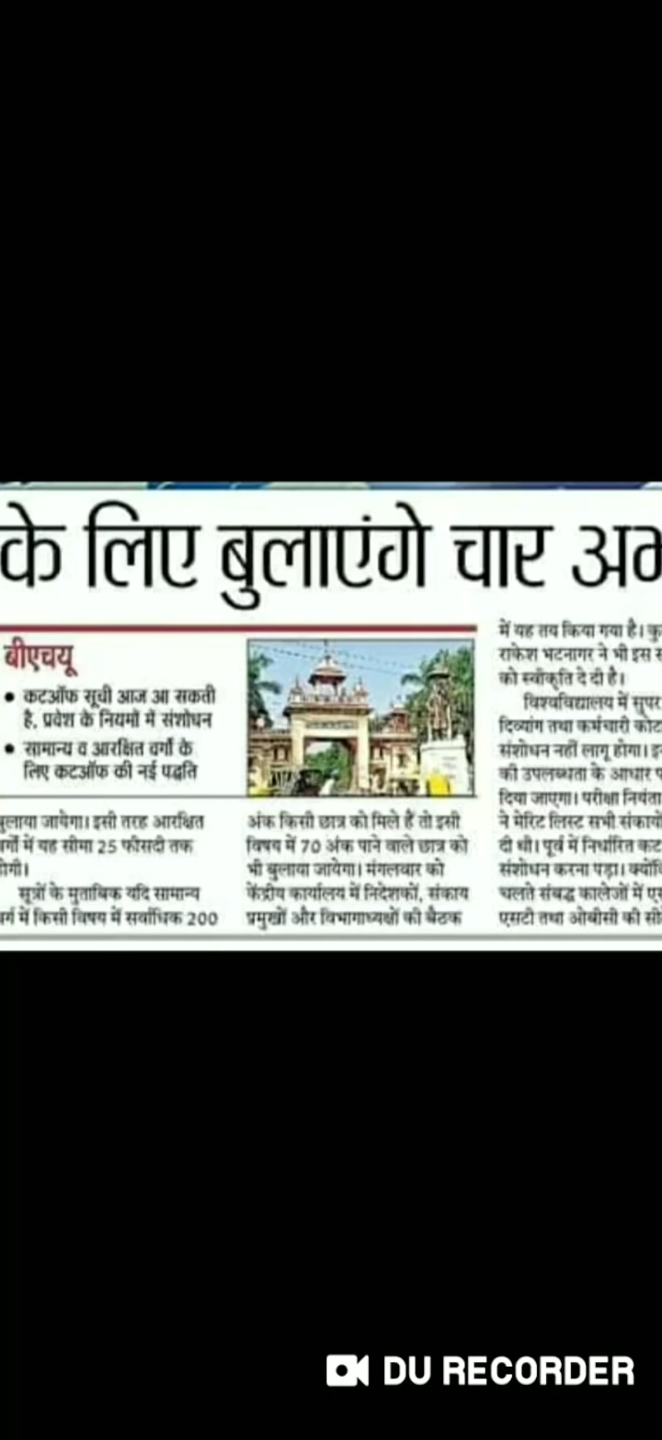 के लिए बुलाएंगे चार
बीएचयू
• कटऑफ सूची आज आ सकती
है, प्रवेश के नियमों में संशोधन
• सामान्य व आरक्षित वर्गों के
लिए कटऑफ की नई पद्धति
बुलाया जायेगा। इसी तरह आरक्षित
वर्गों में यह सीमा 25 फीसदी तक
होगी।
सूत्रों के मुताबिक यदि सामान्य
वर्ग में किसी विषय में सर्वाधिक 200
अंक किसी छात्र को मिले हैं तो इसी
विषय में 70 अंक पाने वाले छात्र को
भी बुलाया जायेगा। मंगलवार को
केंद्रीय कार्यालय में निदेशकों, संकाय
प्रमुखों और विभागाध्यक्षों की बैठक
में यह तय किया गया है।
राकेश भटनागर ने भी इस
को स्वीकृति दे दी है।
विश्वविद्यालय में सुपर
दिव्यांग तथा कर्मचारी
संशोधन नहीं लागू होगा।
की उपलब्धता के आधार
दिया जाएगा। परीक्षा नियंता
ने मेरिट लिस्ट सभी
दी थी। पूर्व में निर्धारित
संशोधन करना पड़ा।
चलते संबद्ध कालेजों में
एसटी तथा ओबीसी की
DU RECORDER